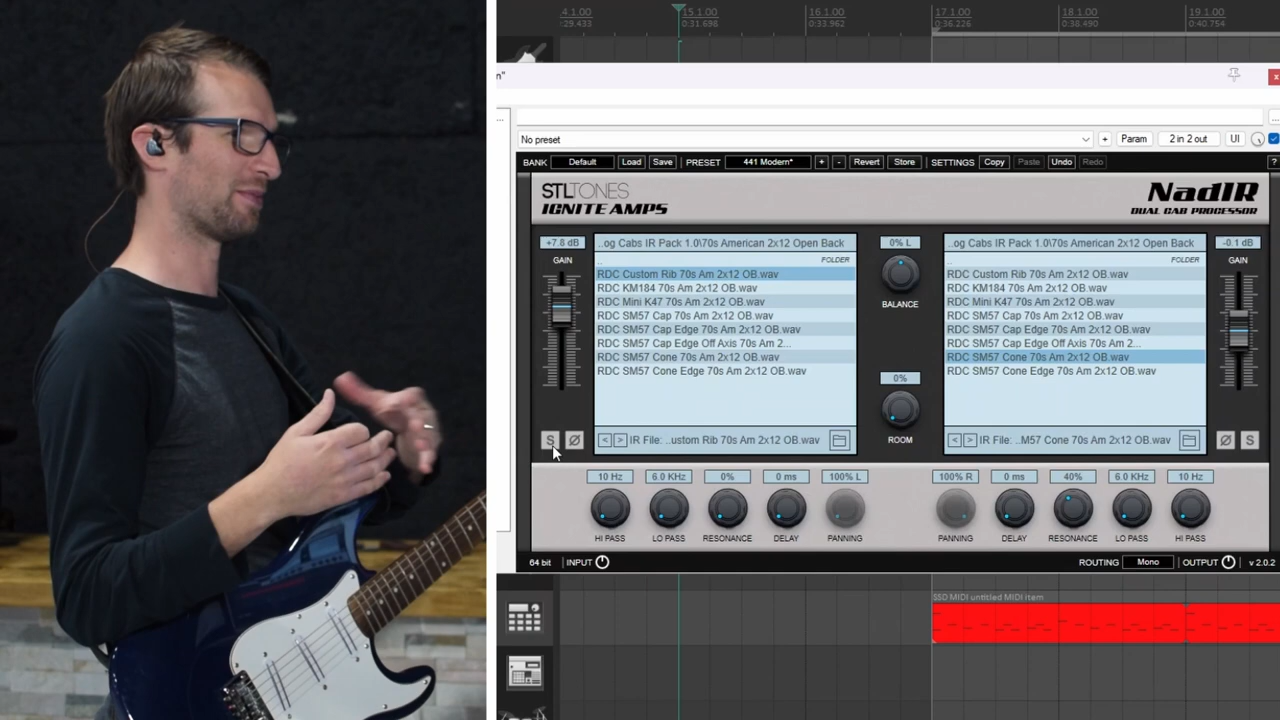 4.1.00 15.1.00 16.1.00 17.1.00 18.1.00 19.1.00
:29.433 0:31.698 0:33.962 0:36.226 0:38.490 0:40.754
n"
...
...
No preset + Param 2 in 2 out UI
BANK Default Load Save PRESET 441 Modern* + - Revert Store SETTINGS Copy Paste Undo Redo ?
STLTONES
IGNITE AMPS
NadIR
DUAL CAB PROCESSOR
+7.8 dB
GAIN
..og Cabs IR Pack 1.0\70s American 2x12 Open Back
.. FOLDER
RDC Custom Rib 70s Am 2x12 OB.wav
RDC KM184 70s Am 2x12 OB.wav
RDC Mini K47 70s Am 2x12 OB.wav
RDC SM57 Cap 70s Am 2x12 OB.wav
RDC SM57 Cap Edge 70s Am 2x12 OB.wav
RDC SM57 Cap Edge Off Axis 70s Am 2...
RDC SM57 Cone 70s Am 2x12 OB.wav
RDC SM57 Cone Edge 70s Am 2x12 OB.wav
S Ø < > IR File: ..ustom Rib 70s Am 2x12 OB.wav
0% L
BALANCE
0%
ROOM
..og Cabs IR Pack 1.0\70s American 2x12 Open Back
.. FOLDER
RDC Custom Rib 70s Am 2x12 OB.wav
RDC KM184 70s Am 2x12 OB.wav
RDC Mini K47 70s Am 2x12 OB.wav
RDC SM57 Cap 70s Am 2x12 OB.wav
RDC SM57 Cap Edge 70s Am 2x12 OB.wav
RDC SM57 Cap Edge Off Axis 70s Am 2...
RDC SM57 Cone 70s Am 2x12 OB.wav
RDC SM57 Cone Edge 70s Am 2x12 OB.wav
< > IR File: ..M57 Cone 70s Am 2x12 OB.wav Ø S
-0.1 dB
GAIN
10 Hz 6.0 KHz 0% 0 ms 100% L 100% R 0 ms 40% 6.0 KHz 10 Hz
HI PASS LO PASS RESONANCE DELAY PANNING PANNING DELAY RESONANCE LO PASS HI PASS
64 bit INPUT ROUTING Mono OUTPUT v 2.0.2
SSD MIDI untitled MIDI item